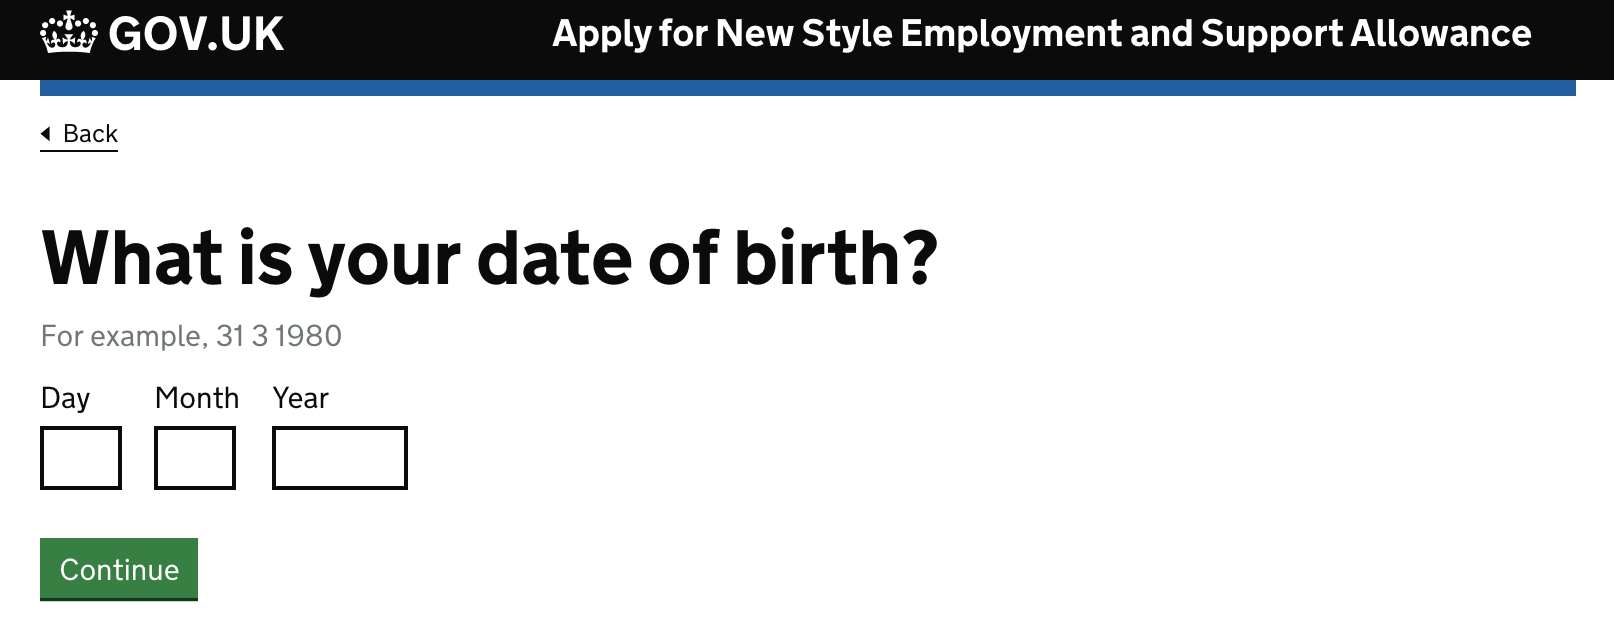 GOV.UK
Apply for New Style Employment and Support Allowance
Back
What is your date of birth?
For example, 31 3 1980
Day Month Year
Continue